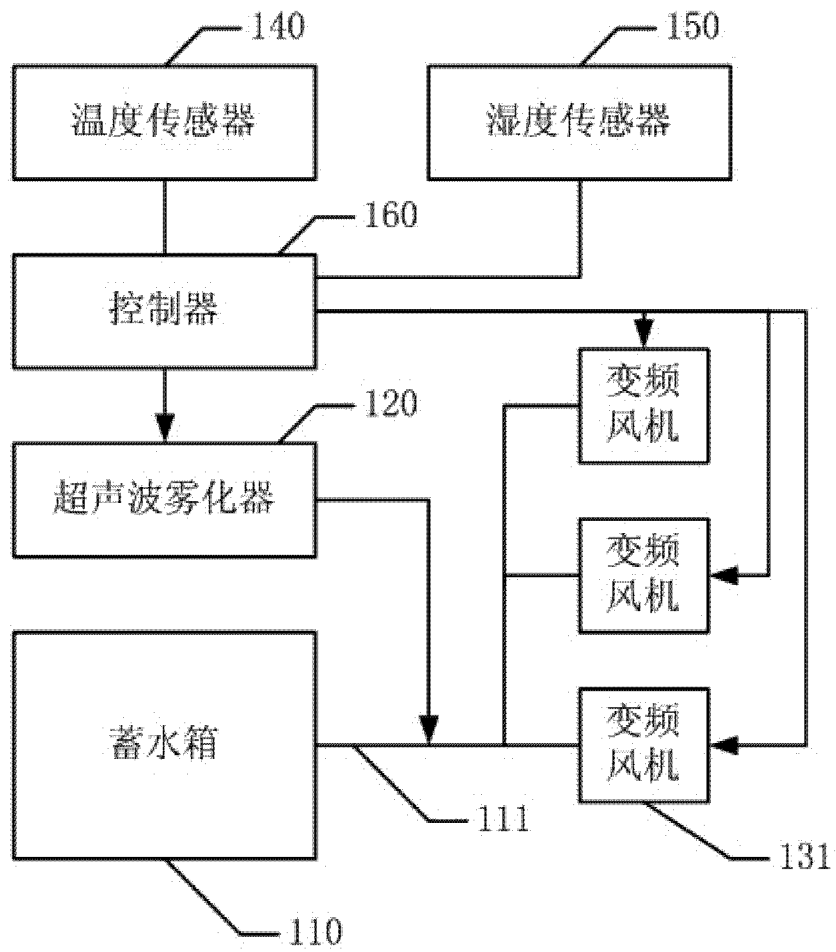 140
150
温度传感器
湿度传感器
160
控制器
变频
风机
120
超声波雾化器
变频
风机
蓄水箱
变频
风机
111
131
110